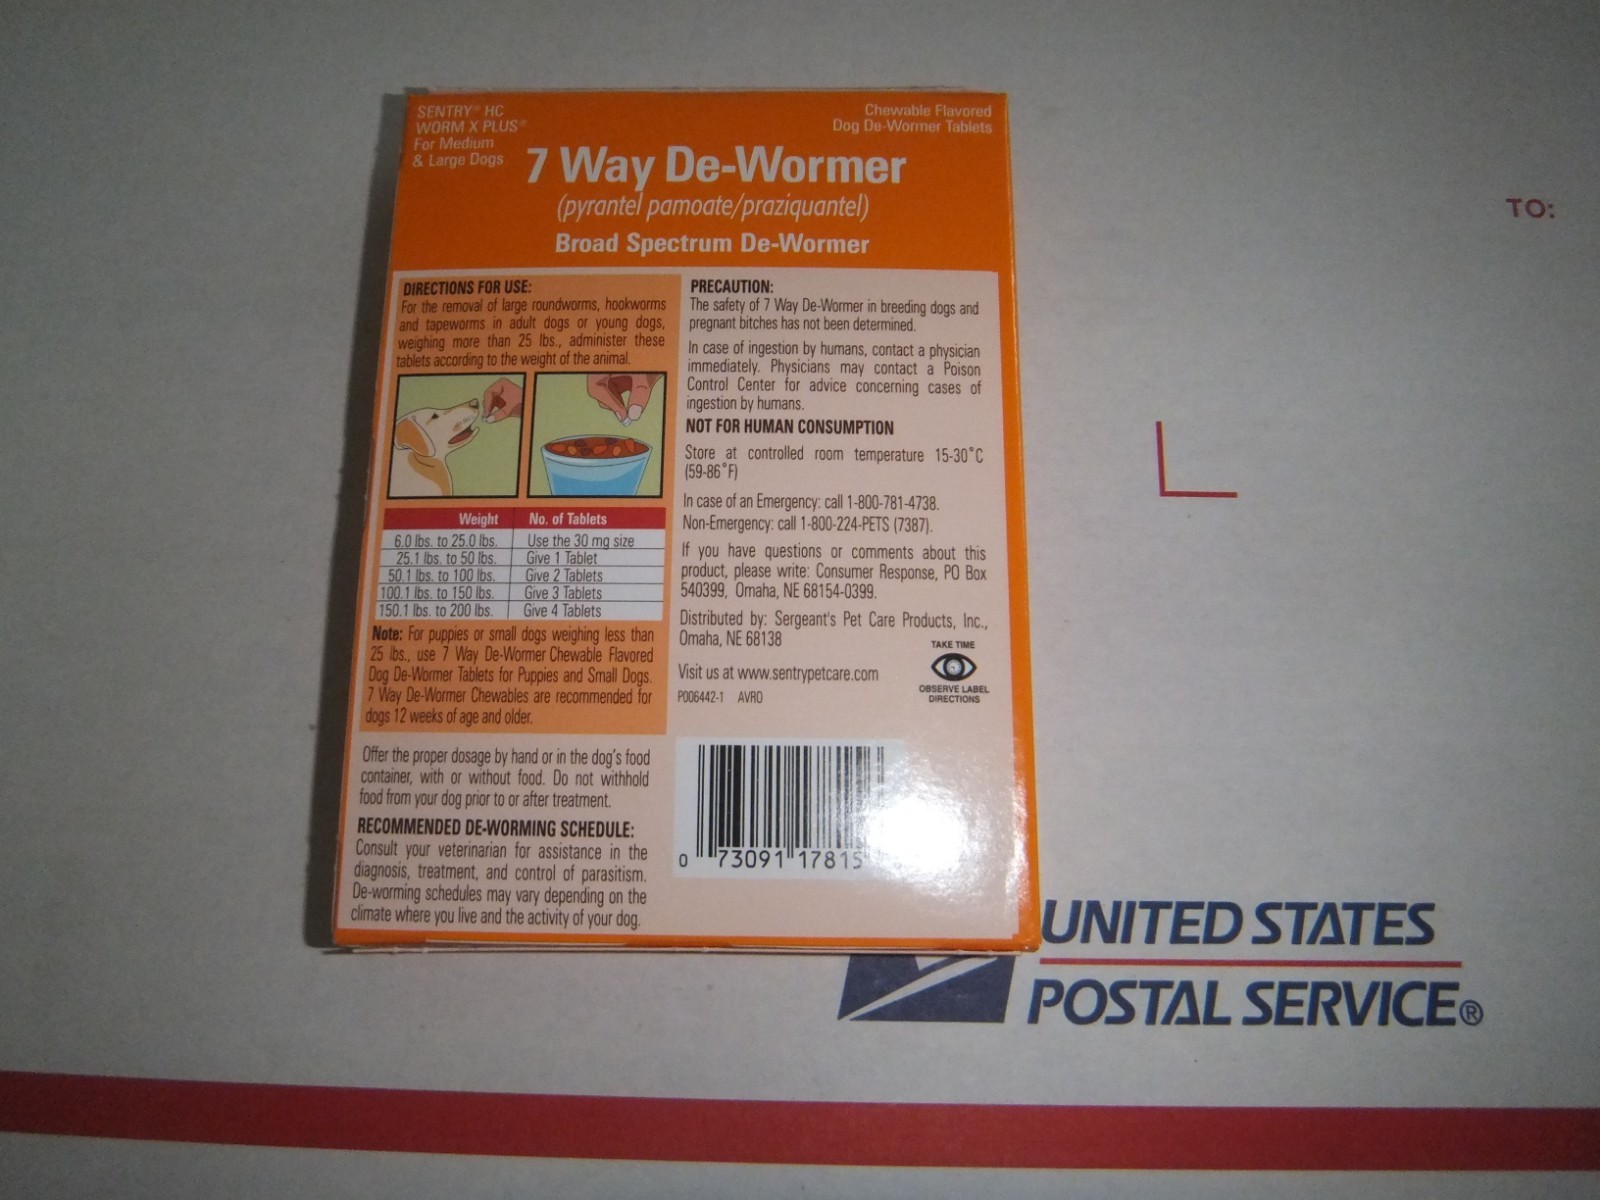 SENTRY® HC
WORM X PLUS®
For Medium
& Large Dogs
Chewable Flavored
Dog De-Wormer Tablets
7 Way De-Wormer
(pyrantel pamoate/praziquantel)
Broad Spectrum De-Wormer
DIRECTIONS FOR USE:
For the removal of large roundworms, hookworms
and tapeworms in adult dogs or young dogs,
weighing more than 25 lbs., administer these
tablets according to the weight of the animal.
Weight No. of Tablets
6.0 lbs. to 25.0 lbs. Use the 30 mg size
25.1 lbs. to 50 lbs. Give 1 Tablet
50.1 lbs. to 100 lbs. Give 2 Tablets
100.1 lbs. to 150 lbs. Give 3 Tablets
150.1 lbs. to 200 lbs. Give 4 Tablets
Note: For puppies or small dogs weighing less than
25 lbs., use 7 Way De-Wormer Chewable Flavored
Dog De-Wormer Tablets for Puppies and Small Dogs.
7 Way De-Wormer Chewables are recommended for
dogs 12 weeks of age and older.
Offer the proper dosage by hand or in the dog's food
container, with or without food. Do not withhold
food from your dog prior to or after treatment.
RECOMMENDED DE-WORMING SCHEDULE:
Consult your veterinarian for assistance in the
diagnosis, treatment, and control of parasitism.
De-worming schedules may vary depending on the
climate where you live and the activity of your dog.
PRECAUTION:
The safety of 7 Way De-Wormer in breeding dogs and
pregnant bitches has not been determined.
In case of ingestion by humans, contact a physician
immediately. Physicians may contact a Poison
Control Center for advice concerning cases of
ingestion by humans.
NOT FOR HUMAN CONSUMPTION
Store at controlled room temperature 15-30°C
(59-86°F)
In case of an Emergency: call 1-800-781-4738.
Non-Emergency: call 1-800-224-PETS (7387).
If you have questions or comments about this
product, please write: Consumer Response, PO Box
540399, Omaha, NE 68154-0399.
Distributed by: Sergeant's Pet Care Products, Inc.,
Omaha, NE 68138
Visit us at www.sentrypetcare.com
P006442-1 AVRO
TAKE TIME
OBSERVE LABEL
DIRECTIONS
0 73091 17815
TO:
UNITED STATES
POSTAL SERVICE®